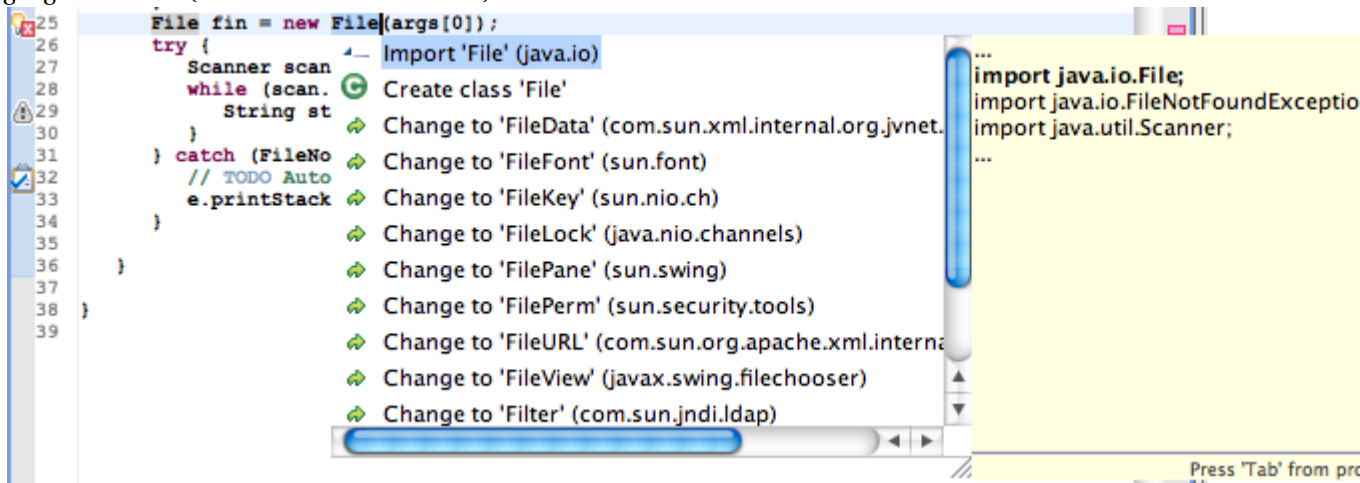 25 File fin = new File(args[0]);
26 try {
27 Scanner scan
28 while (scan.
29 String st
30 }
31 } catch (FileNo
32 // TODO Auto
33 e.printStack
34 }
35
36 }
37
38 }
39
Import 'File' (java.io)
Create class 'File'
Change to 'FileData' (com.sun.xml.internal.org.jvnet.
Change to 'FileFont' (sun.font)
Change to 'FileKey' (sun.nio.ch)
Change to 'FileLock' (java.nio.channels)
Change to 'FilePane' (sun.swing)
Change to 'FilePerm' (sun.security.tools)
Change to 'FileURL' (com.sun.org.apache.xml.interna
Change to 'FileView' (javax.swing.filechooser)
Change to 'Filter' (com.sun.jndi.ldap)
...
import java.io.File;
import java.io.FileNotFoundExceptio
import java.util.Scanner;
...
Press 'Tab' from pro